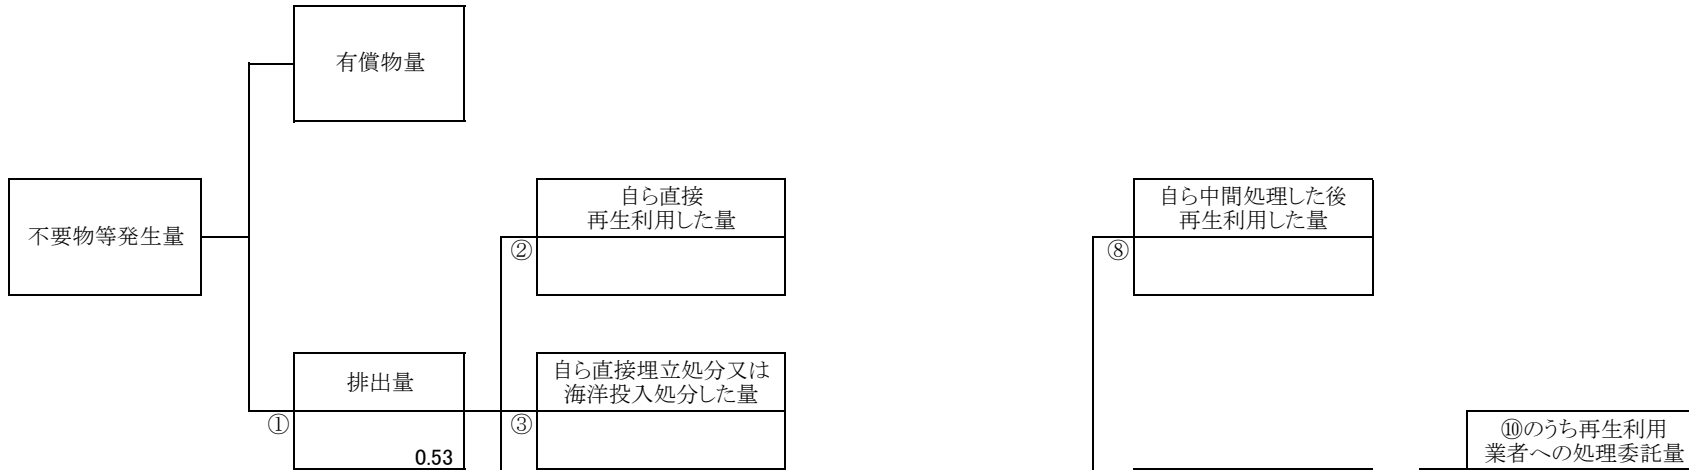 有償物量
不要物等発生量
自ら直接
再生利用した量
②
自ら中間処理した後
再生利用した量
⑧
排出量
①
0.53
自ら直接埋立処分又は
海洋投入処分した量
③
⑩のうち再生利用
業者への処理委託量